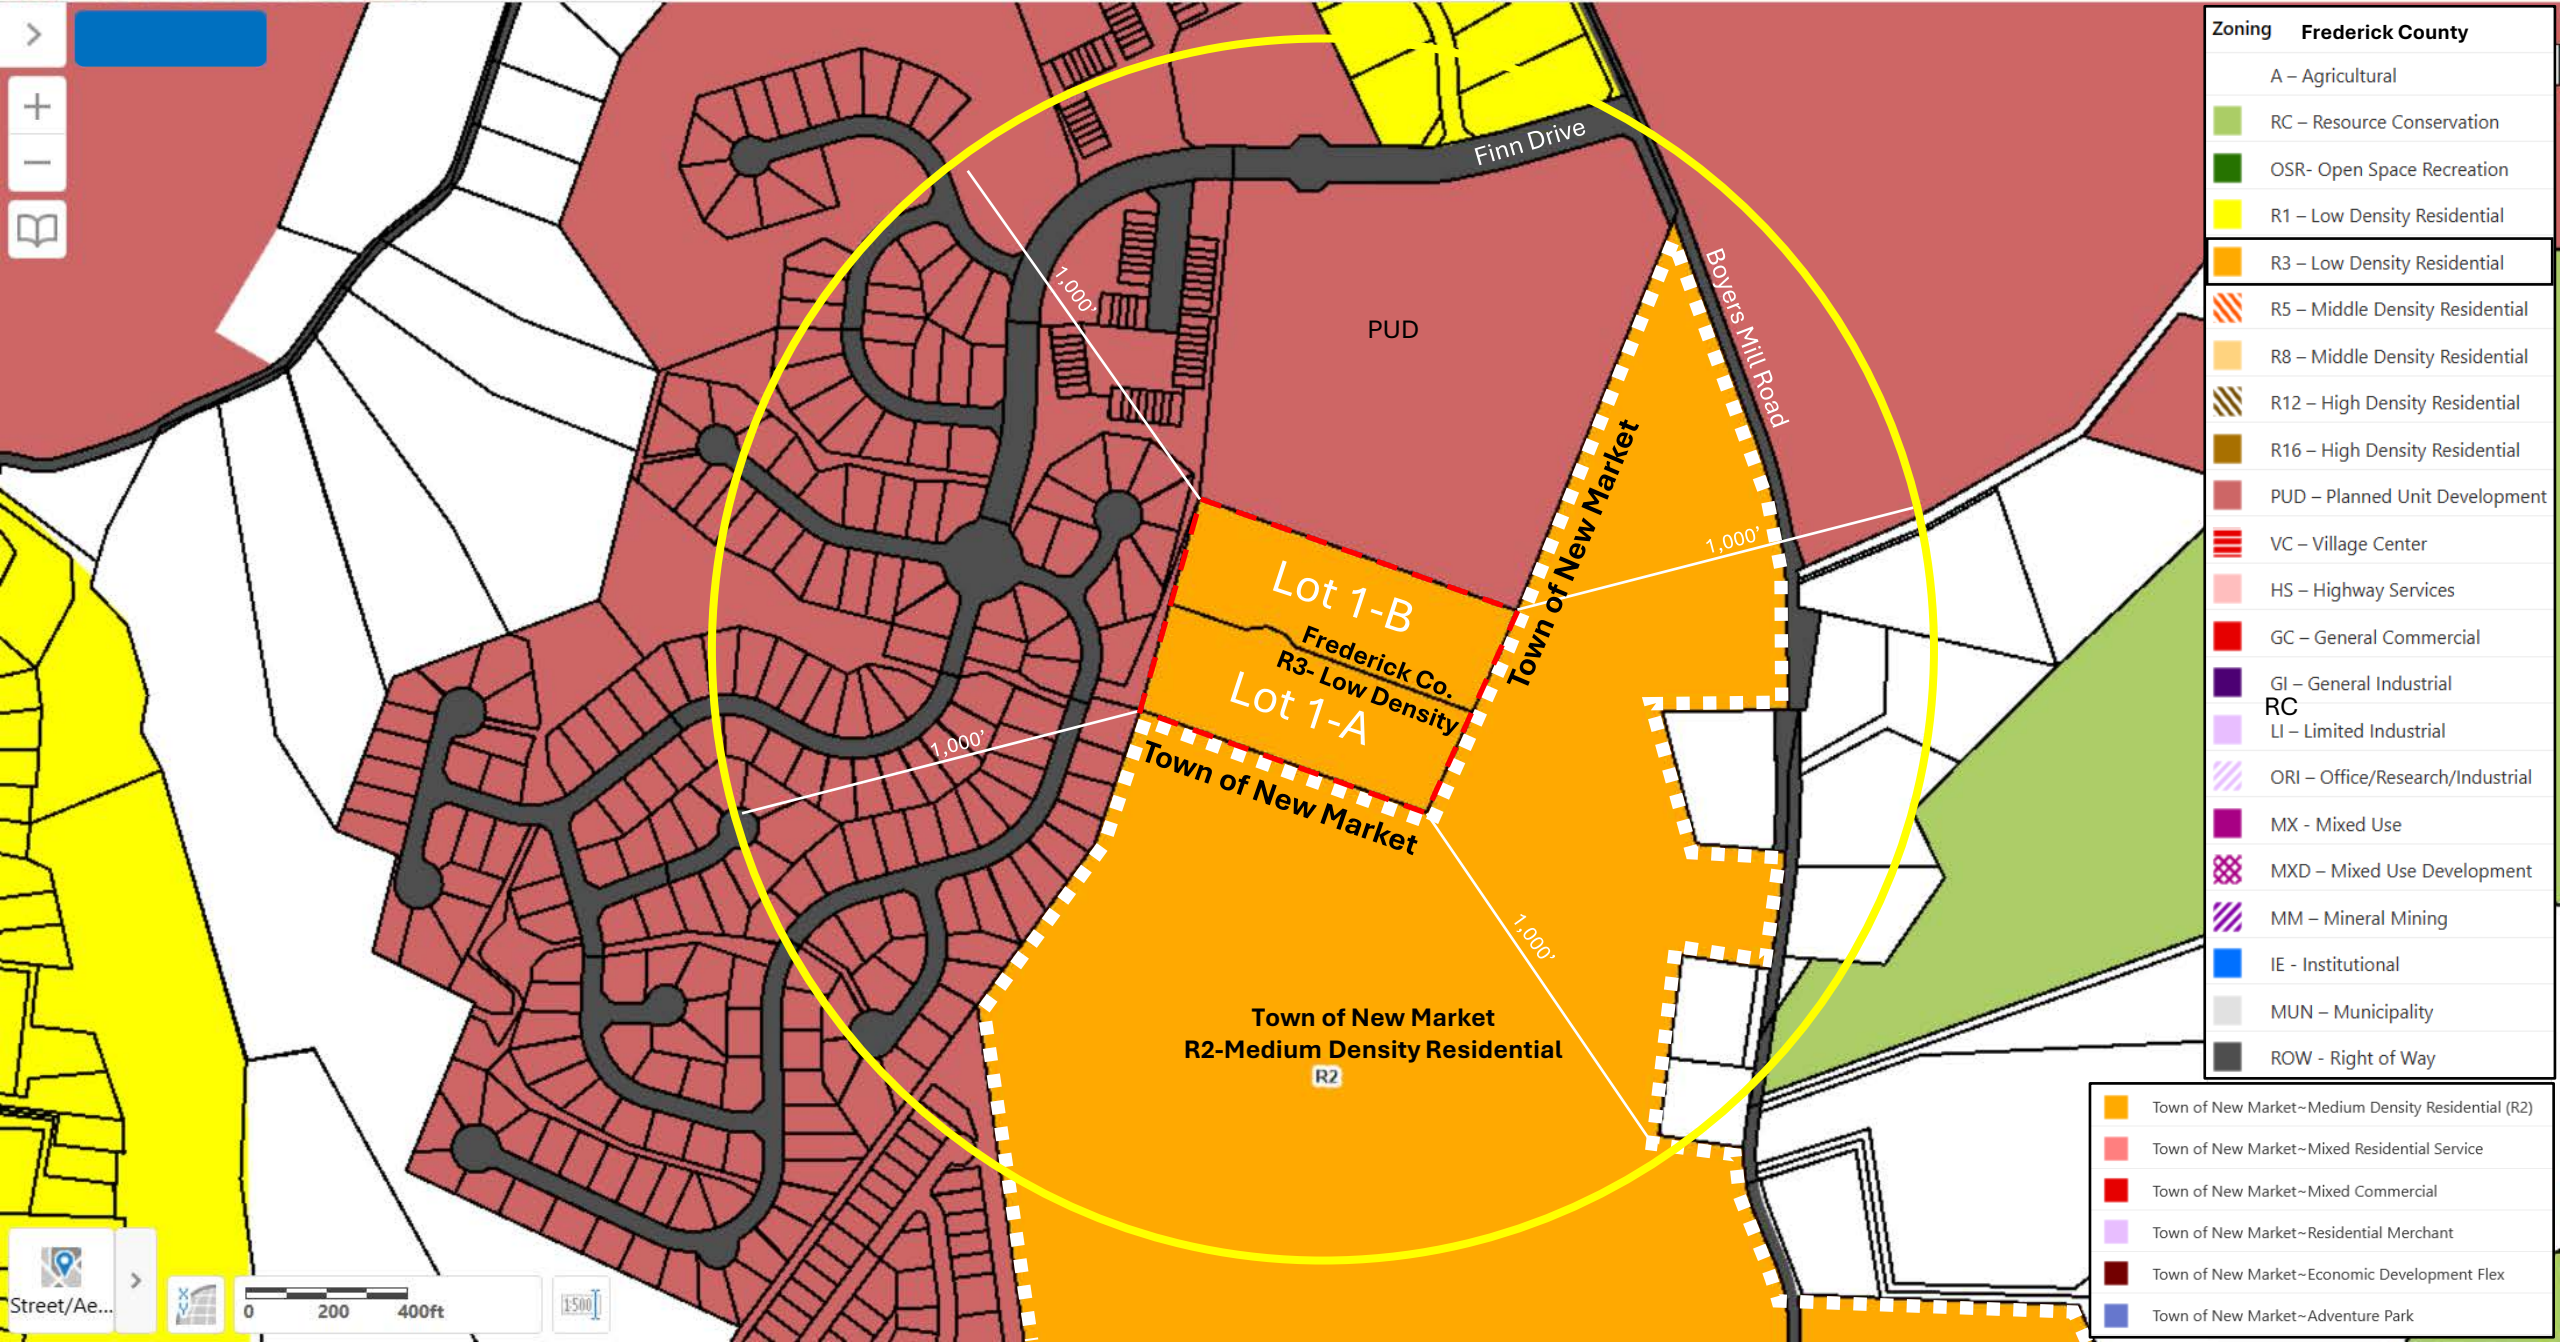 Finn Drive
1,000'
Boyers Mill Road
PUD
Town of New Market
1,000'
Lot 1-B
Frederick Co.
R3- Low Density
Lot 1-A
1,000'
Town of New Market
1,000'
Town of New Market
R2-Medium Density Residential
R2
Street/Ae...
XY
0 200 400ft
1:500
Zoning Frederick County
A – Agricultural
RC – Resource Conservation
OSR- Open Space Recreation
R1 – Low Density Residential
R3 – Low Density Residential
R5 – Middle Density Residential
R8 – Middle Density Residential
R12 – High Density Residential
R16 – High Density Residential
PUD – Planned Unit Development
VC – Village Center
HS – Highway Services
GC – General Commercial
GI – General Industrial
RC
LI – Limited Industrial
ORI – Office/Research/Industrial
MX - Mixed Use
MXD – Mixed Use Development
MM – Mineral Mining
IE - Institutional
MUN – Municipality
ROW - Right of Way
Town of New Market~Medium Density Residential (R2)
Town of New Market~Mixed Residential Service
Town of New Market~Mixed Commercial
Town of New Market~Residential Merchant
Town of New Market~Economic Development Flex
Town of New Market~Adventure Park